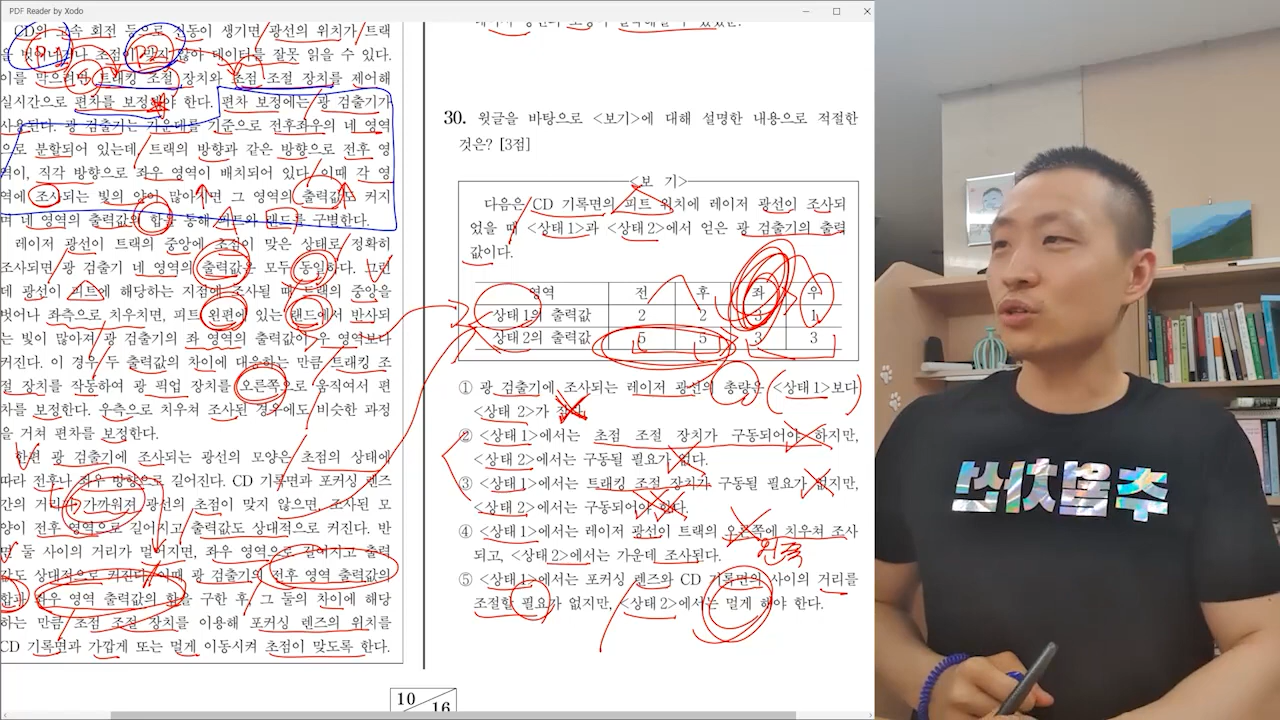 PDF Reader by Xodo
CD의 고속 회전 등으로 진동이 생기면 광선의 위치가 트랙
을 벗어나거나 초점이 맞지 않아 데이터를 잘못 읽을 수 있다.
이를 막으려면 트래킹 조절 장치와 초점 조절 장치를 제어해
실시간으로 편차를 보정해야 한다. 편차 보정에는 광 검출기가
사용된다. 광 검출기는 가운데를 기준으로 전후좌우의 네 영역
으로 분할되어 있는데, 트랙의 방향과 같은 방향으로 전후 영
역이, 직각 방향으로 좌우 영역이 배치되어 있다. 이때 각 영
역에 조사되는 빛의 양이 많아지면 그 영역의 출력값도 커지
며 네 영역의 출력값의 합을 통해 피트와 랜드를 구별한다.
레이저 광선이 트랙의 중앙에 초점이 맞은 상태로 정확히
조사되면 광 검출기 네 영역의 출력값은 모두 동일하다. 그런
데 광선이 피트에 해당하는 지점에 조사될 때 트랙의 중앙을
벗어나 좌측으로 치우치면, 피트 왼편에 있는 랜드에서 반사되
는 빛이 많아져 광 검출기의 좌 영역의 출력값이 우 영역보다
커진다. 이 경우 두 출력값의 차이에 대응하는 만큼 트래킹 조
절 장치를 작동하여 광 픽업 장치를 오른쪽으로 움직여서 편
차를 보정한다. 우측으로 치우쳐 조사된 경우에도 비슷한 과정
을 거쳐 편차를 보정한다.
한편 광 검출기에 조사되는 광선의 모양은 초점의 상태에
따라 전후나 좌우 방향으로 길어진다. CD 기록면과 포커싱 렌즈
간의 거리가 가까워져 광선의 초점이 맞지 않으면, 조사된 모
양이 전후 영역으로 길어지고 출력값도 상대적으로 커진다. 반
면 둘 사이의 거리가 멀어지면, 좌우 영역으로 길어지고 출력
값도 상대적으로 커진다. 이때 광 검출기의 전후 영역 출력값의
합과 좌우 영역 출력값의 합을 구한 후, 그 둘의 차이에 해당
하는 만큼 초점 조절 장치를 이용해 포커싱 렌즈의 위치를
CD 기록면과 가깝게 또는 멀게 이동시켜 초점이 맞도록 한다.
30. 윗글을 바탕으로 <보기>에 대해 설명한 내용으로 적절한
것은? [3점]
<보 기>
다음은 CD 기록면의 피트 위치에 레이저 광선이 조사되
었을 때 <상태 1>과 <상태 2>에서 얻은 광 검출기의 출력
값이다.
영역 전 후 좌 우
상태 1의 출력값 2 2 3 1
상태 2의 출력값 5 5 3 3
① 광 검출기에 조사되는 레이저 광선의 총량은 <상태 1>보다
<상태 2>가 작다.
② <상태 1>에서는 초점 조절 장치가 구동되어야 하지만,
<상태 2>에서는 구동될 필요가 없다.
③ <상태 1>에서는 트래킹 조절 장치가 구동될 필요가 없지만,
<상태 2>에서는 구동되어야 한다.
④ <상태 1>에서는 레이저 광선이 트랙의 오른쪽에 치우쳐 조사
왼쪽
되고, <상태 2>에서는 가운데 조사된다.
⑤ <상태 1>에서는 포커싱 렌즈와 CD 기록면의 사이의 거리를
조절할 필요가 없지만, <상태 2>에서는 멀게 해야 한다.
10
16